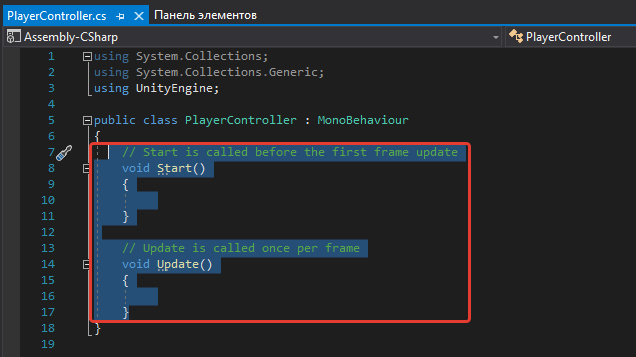 PlayerController.cs Панель элементов
Assembly-CSharp PlayerController
1 using System.Collections;
2 using System.Collections.Generic;
3 using UnityEngine;
4
5 public class PlayerController : MonoBehaviour
6 {
7 // Start is called before the first frame update
8 void Start()
9 {
10
11 }
12
13 // Update is called once per frame
14 void Update()
15 {
16
17 }
18 }